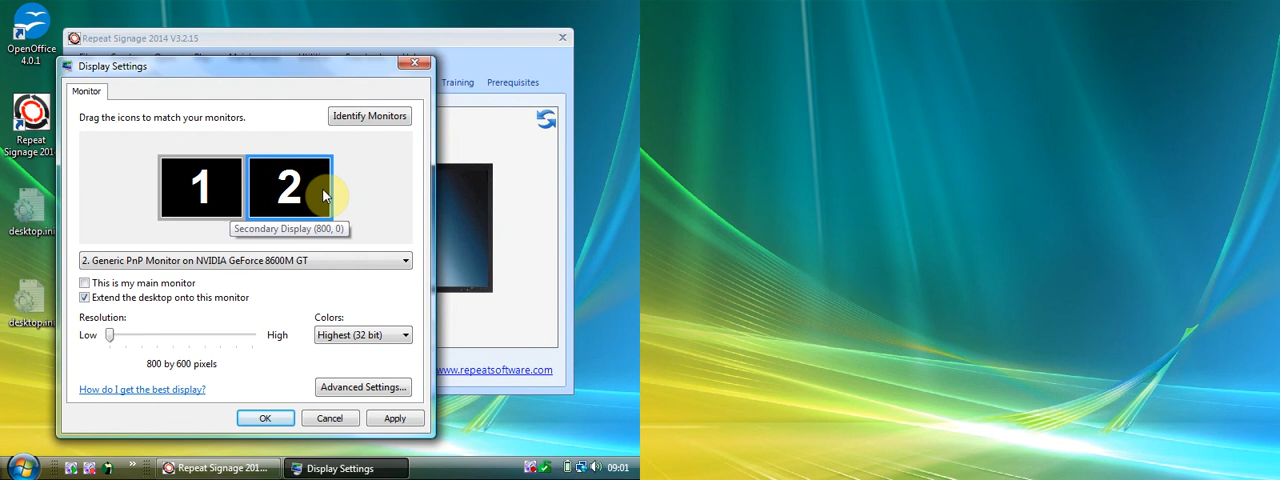 OpenOffice
4.0.1
Repeat
Signage 201
desktop.ini
desktop.ini
Repeat Signage 2014 V3.2.15
Training Prerequisites
www.repeatsoftware.com
Display Settings
Monitor
Drag the icons to match your monitors.
Identify Monitors
1 2
Secondary Display (800, 0)
2. Generic PnP Monitor on NVIDIA GeForce 8600M GT
This is my main monitor
Extend the desktop onto this monitor
Resolution:
Colors:
Low High
Highest (32 bit)
800 by 600 pixels
How do I get the best display?
Advanced Settings...
OK Cancel Apply
» Repeat Signage 201... Display Settings 09:01